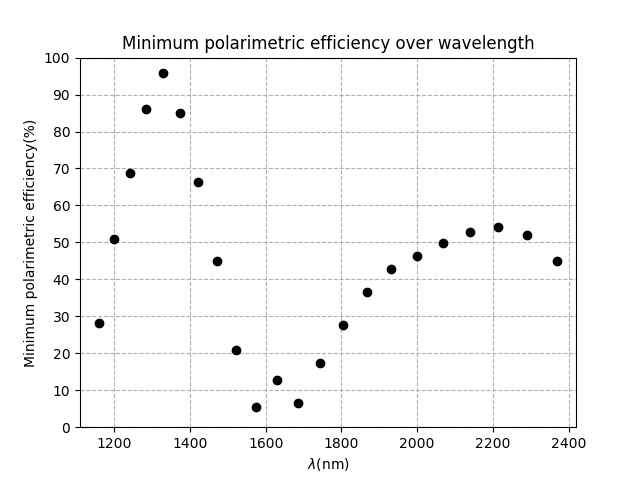 Minimum polarimetric efficiency over wavelength
Minimum polarimetric efficiency(%)
100
90
80
70
60
50
40
30
20
10
0
1200 1400 1600 1800 2000 2200 2400
λ(nm)